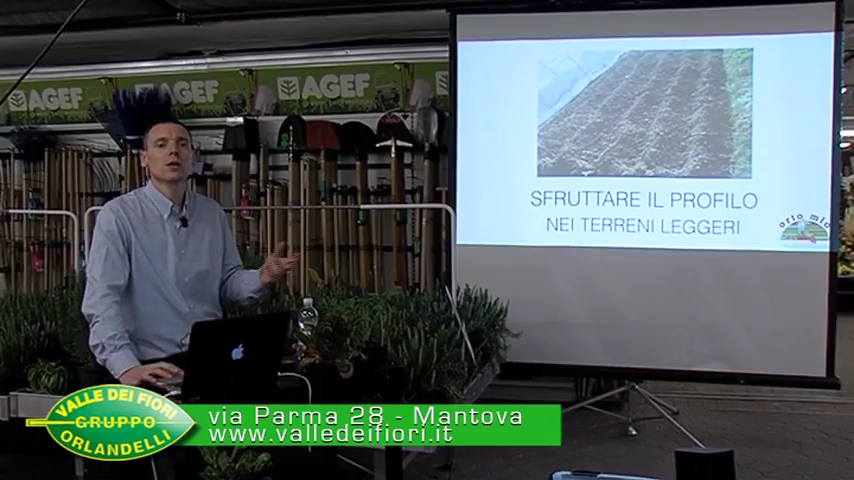 AGEF
AGEF
AGEF
SFRUTTARE IL PROFILO
NEI TERRENI LEGGERI
orto mio
VALLE DEI FIORI
GRUPPO
ORLANDELLI
via Parma 28 - Mantova
www.valledeifiori.it